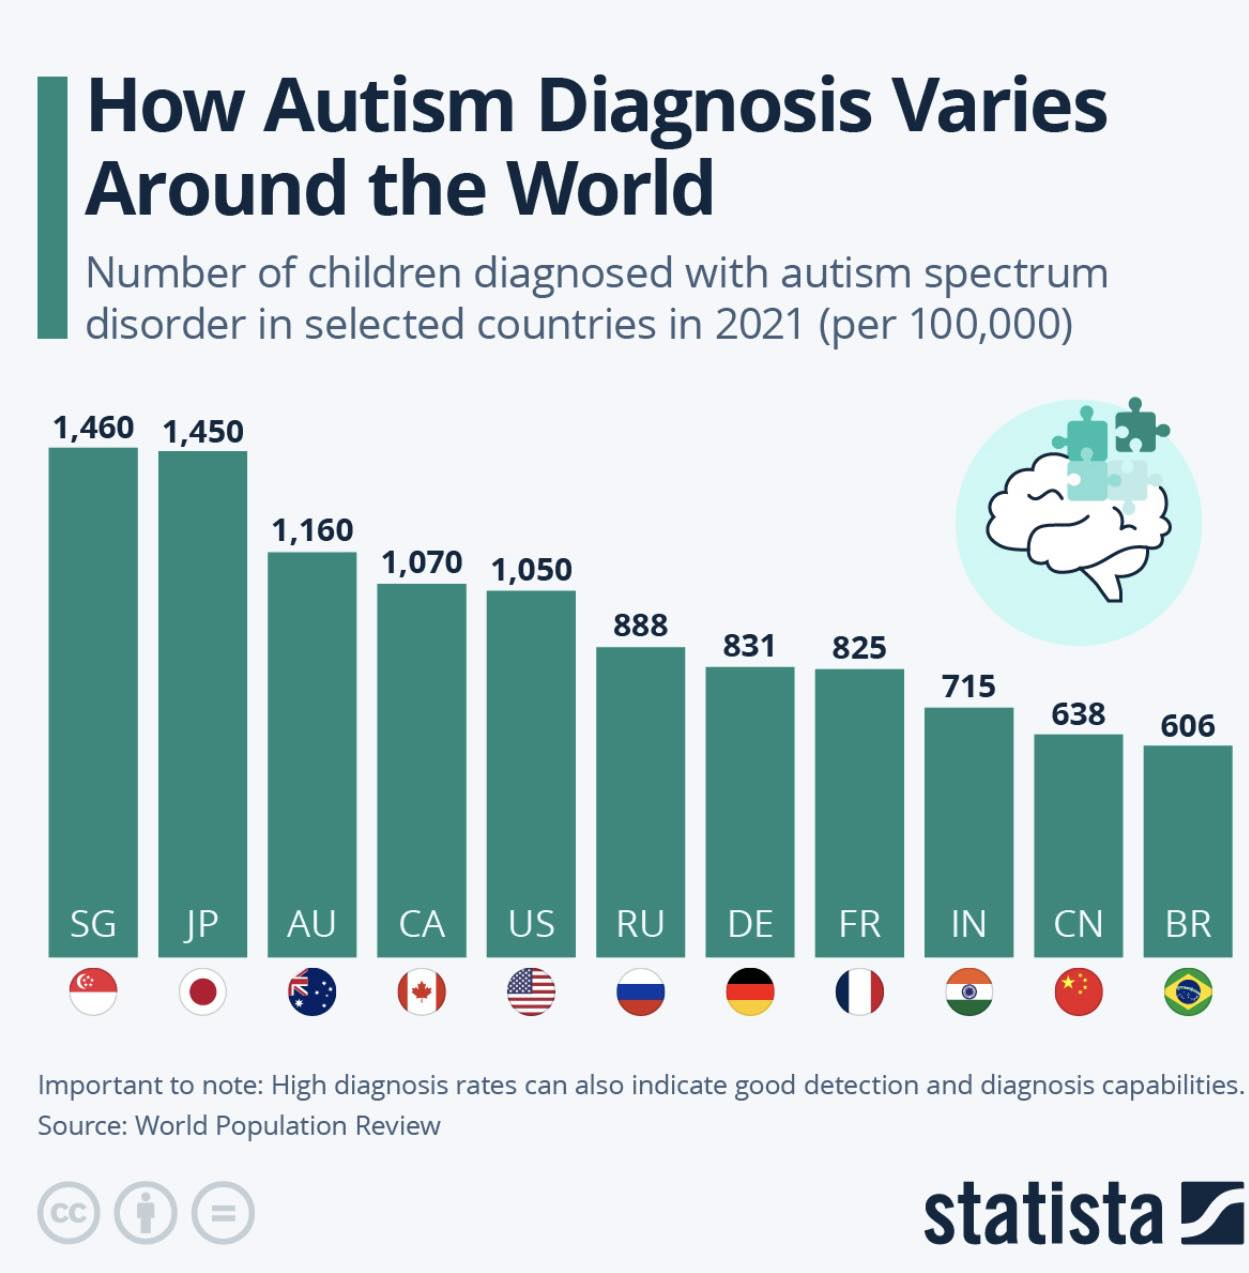 How Autism Diagnosis Varies
Around the World
Number of children diagnosed with autism spectrum
disorder in selected countries in 2021 (per 100,000)
1,460 1,450 1,160 1,070 1,050 888 831 825 715 638 606
SG JP AU CA US RU DE FR IN CN BR
Important to note: High diagnosis rates can also indicate good detection and diagnosis capabilities.
Source: World Population Review
cc =
statista